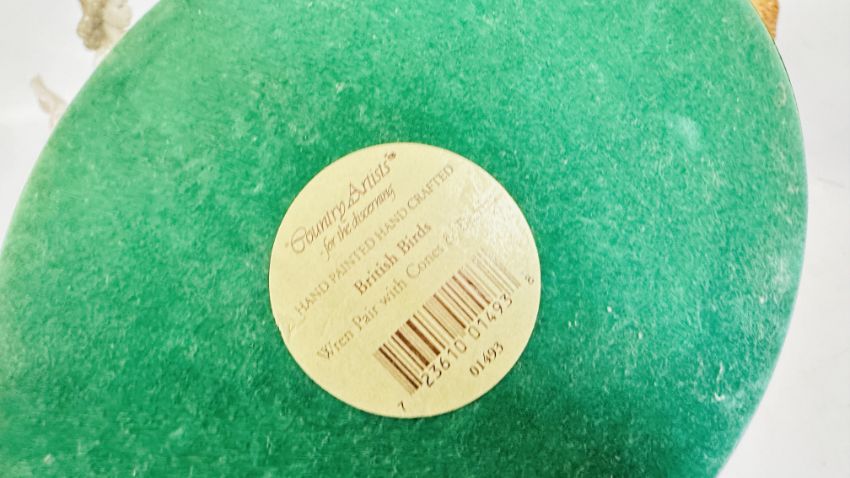 Country Artists®
for the discerning
HAND PAINTED HAND CRAFTED
British Birds
Wren Pair with Cones &
7 23610 01493 8
01493